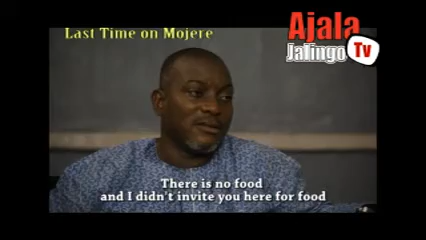 Last Time on Mojere
Ajala
Jalingo Tv
There is no food
and I didn't invite you here for food